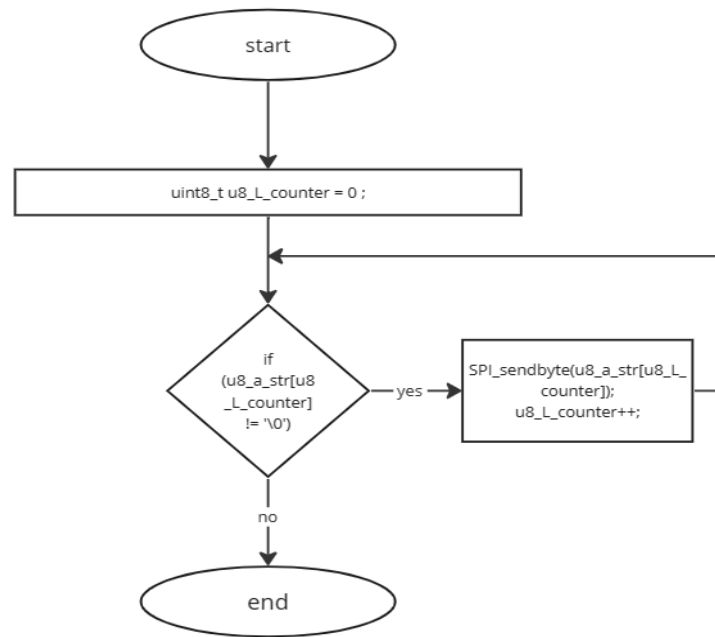 start
uint8_t u8_L_counter = 0 ;
if
(u8_a_str[u8
_L_counter]
!= '\0')
yes
SPI_sendbyte(u8_a_str[u8_L_
counter]);
u8_L_counter++;
no
end